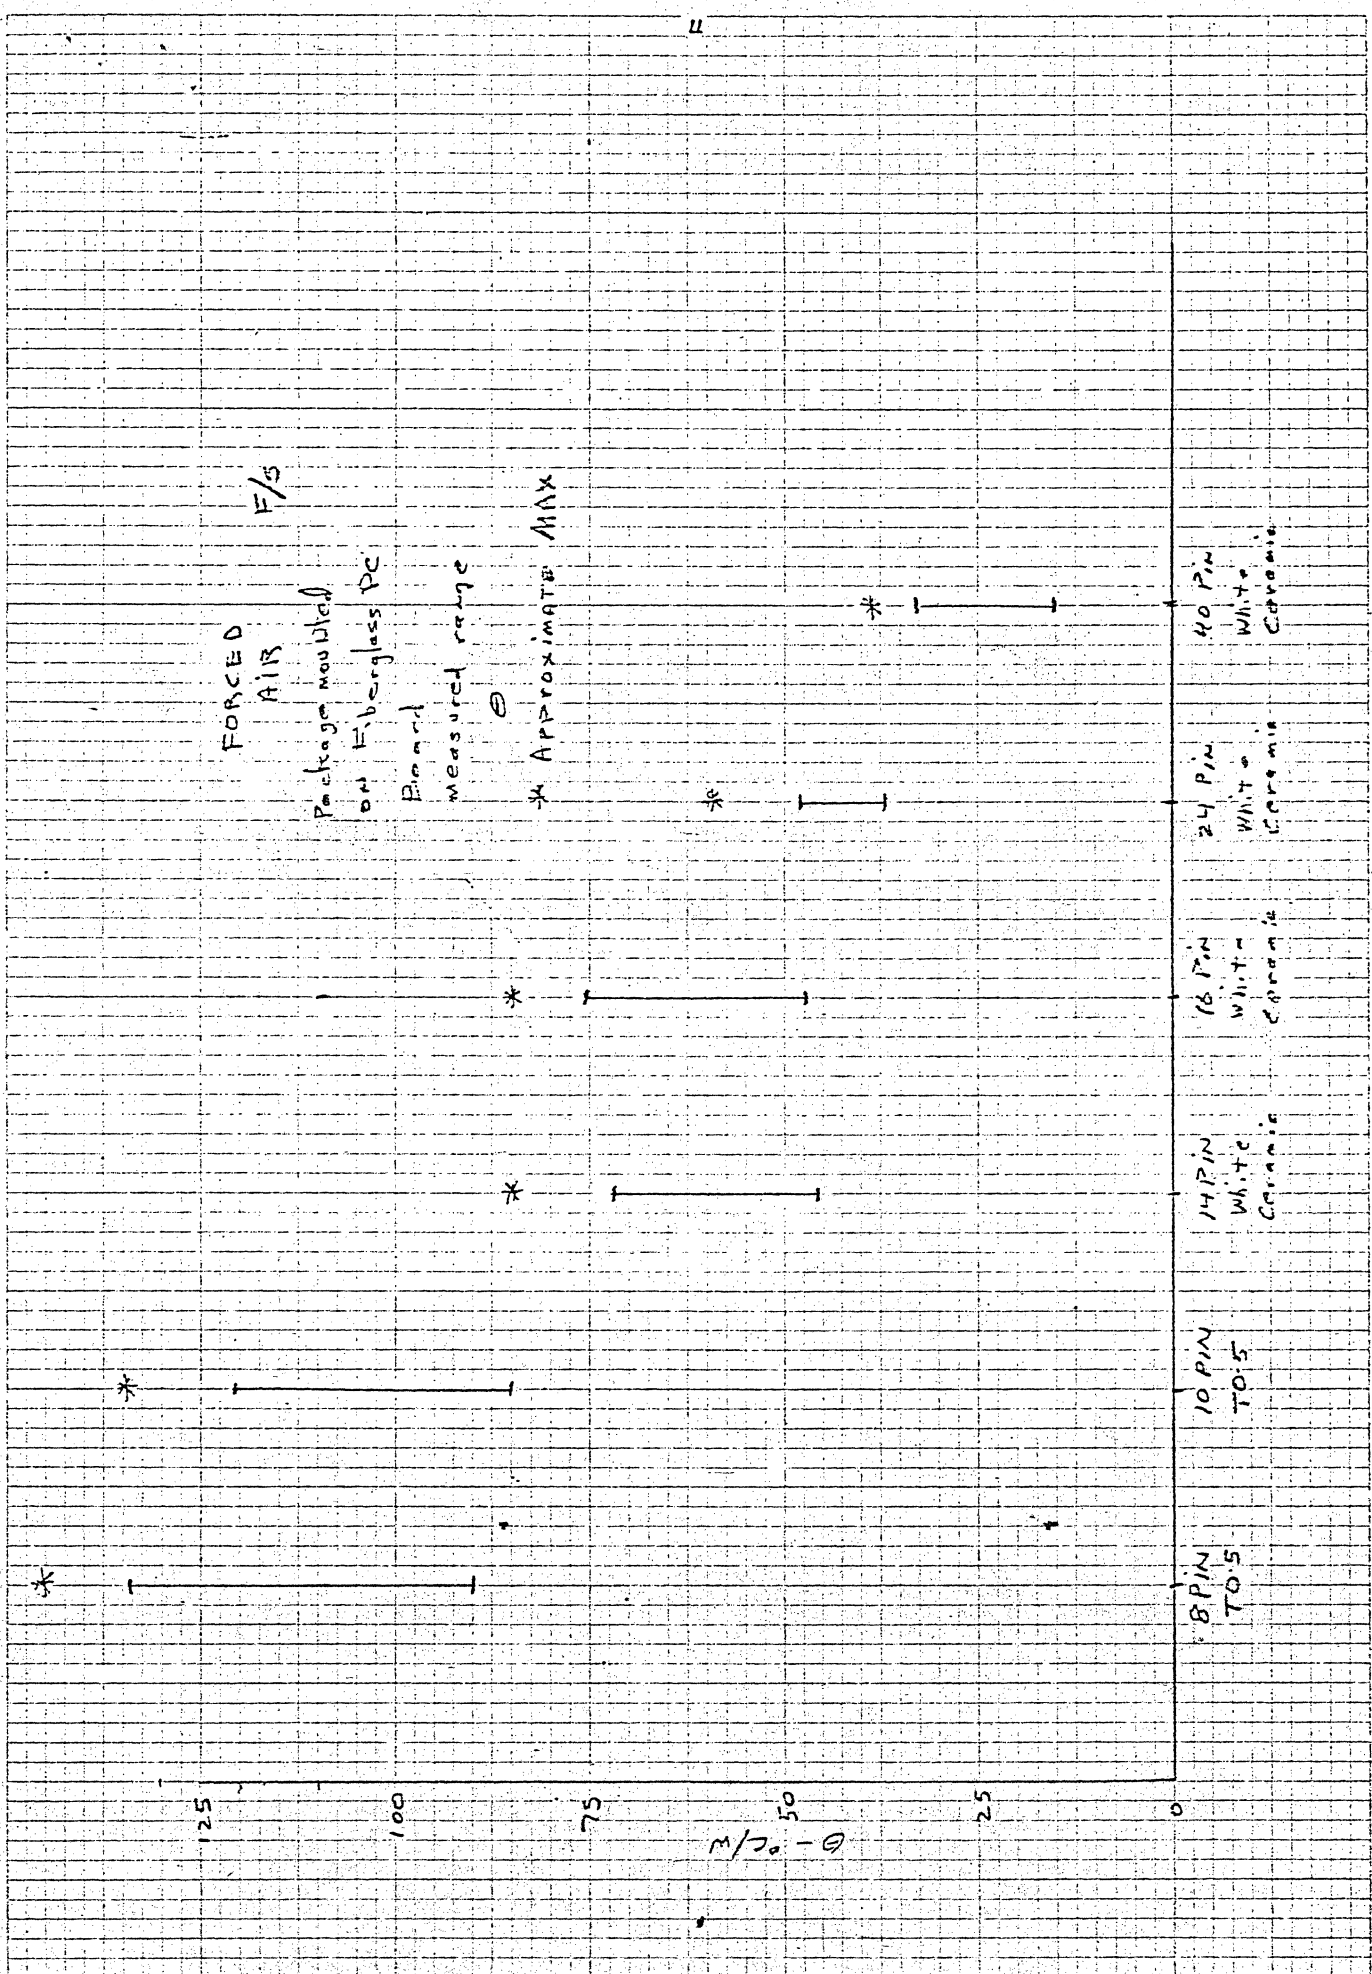 11
FORCED
AIR
F/S
Package mounted
on Fiberglass PC
Board
measured range
θ
* Approximate MAX
125
100
75
50
25
0
θ - °C/W
8 PIN
TO-5
10 PIN
TO-5
14 PIN
White
Ceramic
16 Pin
White
Ceramic
24 Pin
White
Ceramic
40 Pin
White
Ceramic